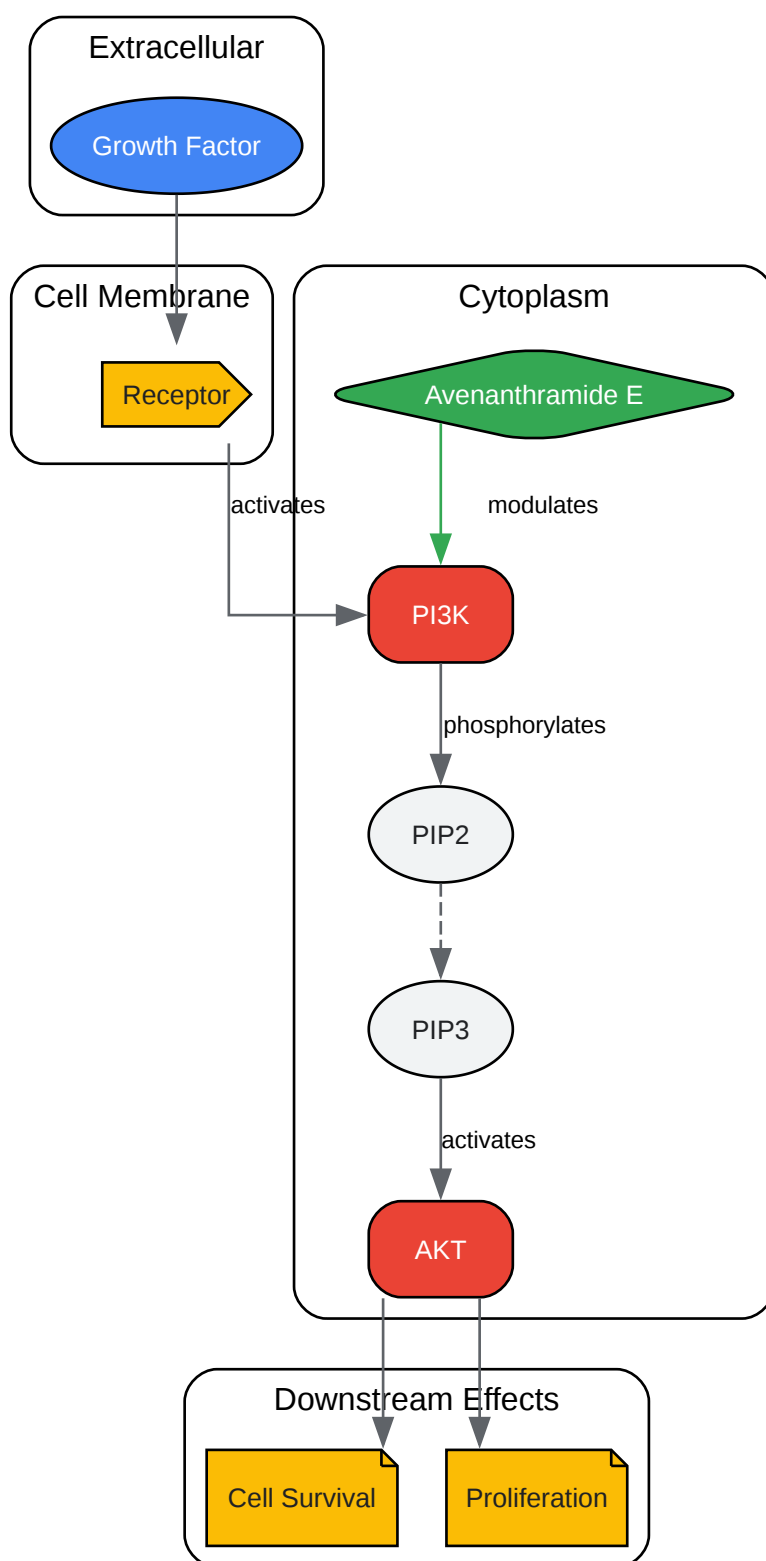 Extracellular
Growth Factor
Cell Membrane
Cytoplasm
Receptor
Avenanthramide E
activates
modulates
PI3K
phosphorylates
PIP2
PIP3
activates
AKT
Downstream Effects
Cell Survival
Proliferation